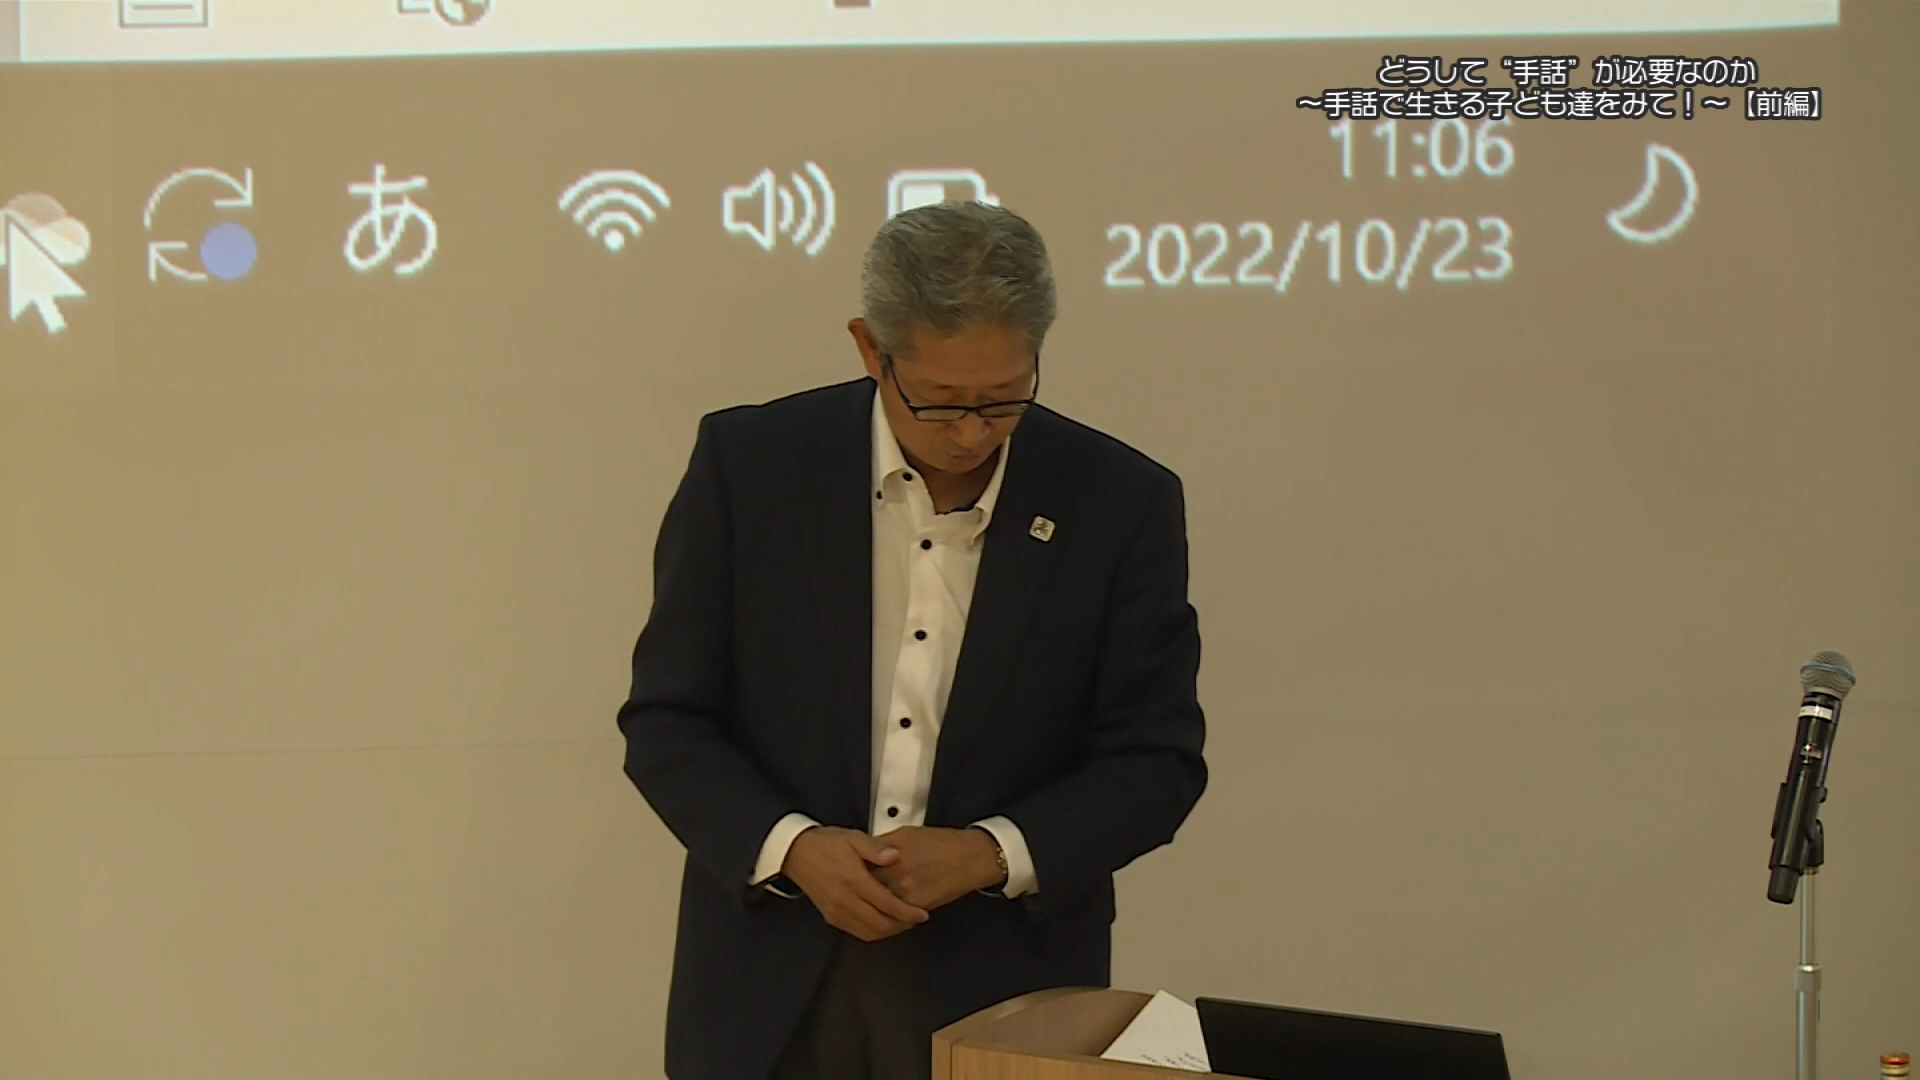 どうして“手話”が必要なのか
～手話で生きる子ども達をみて！～【前編】
11:06
あ
2022/10/23